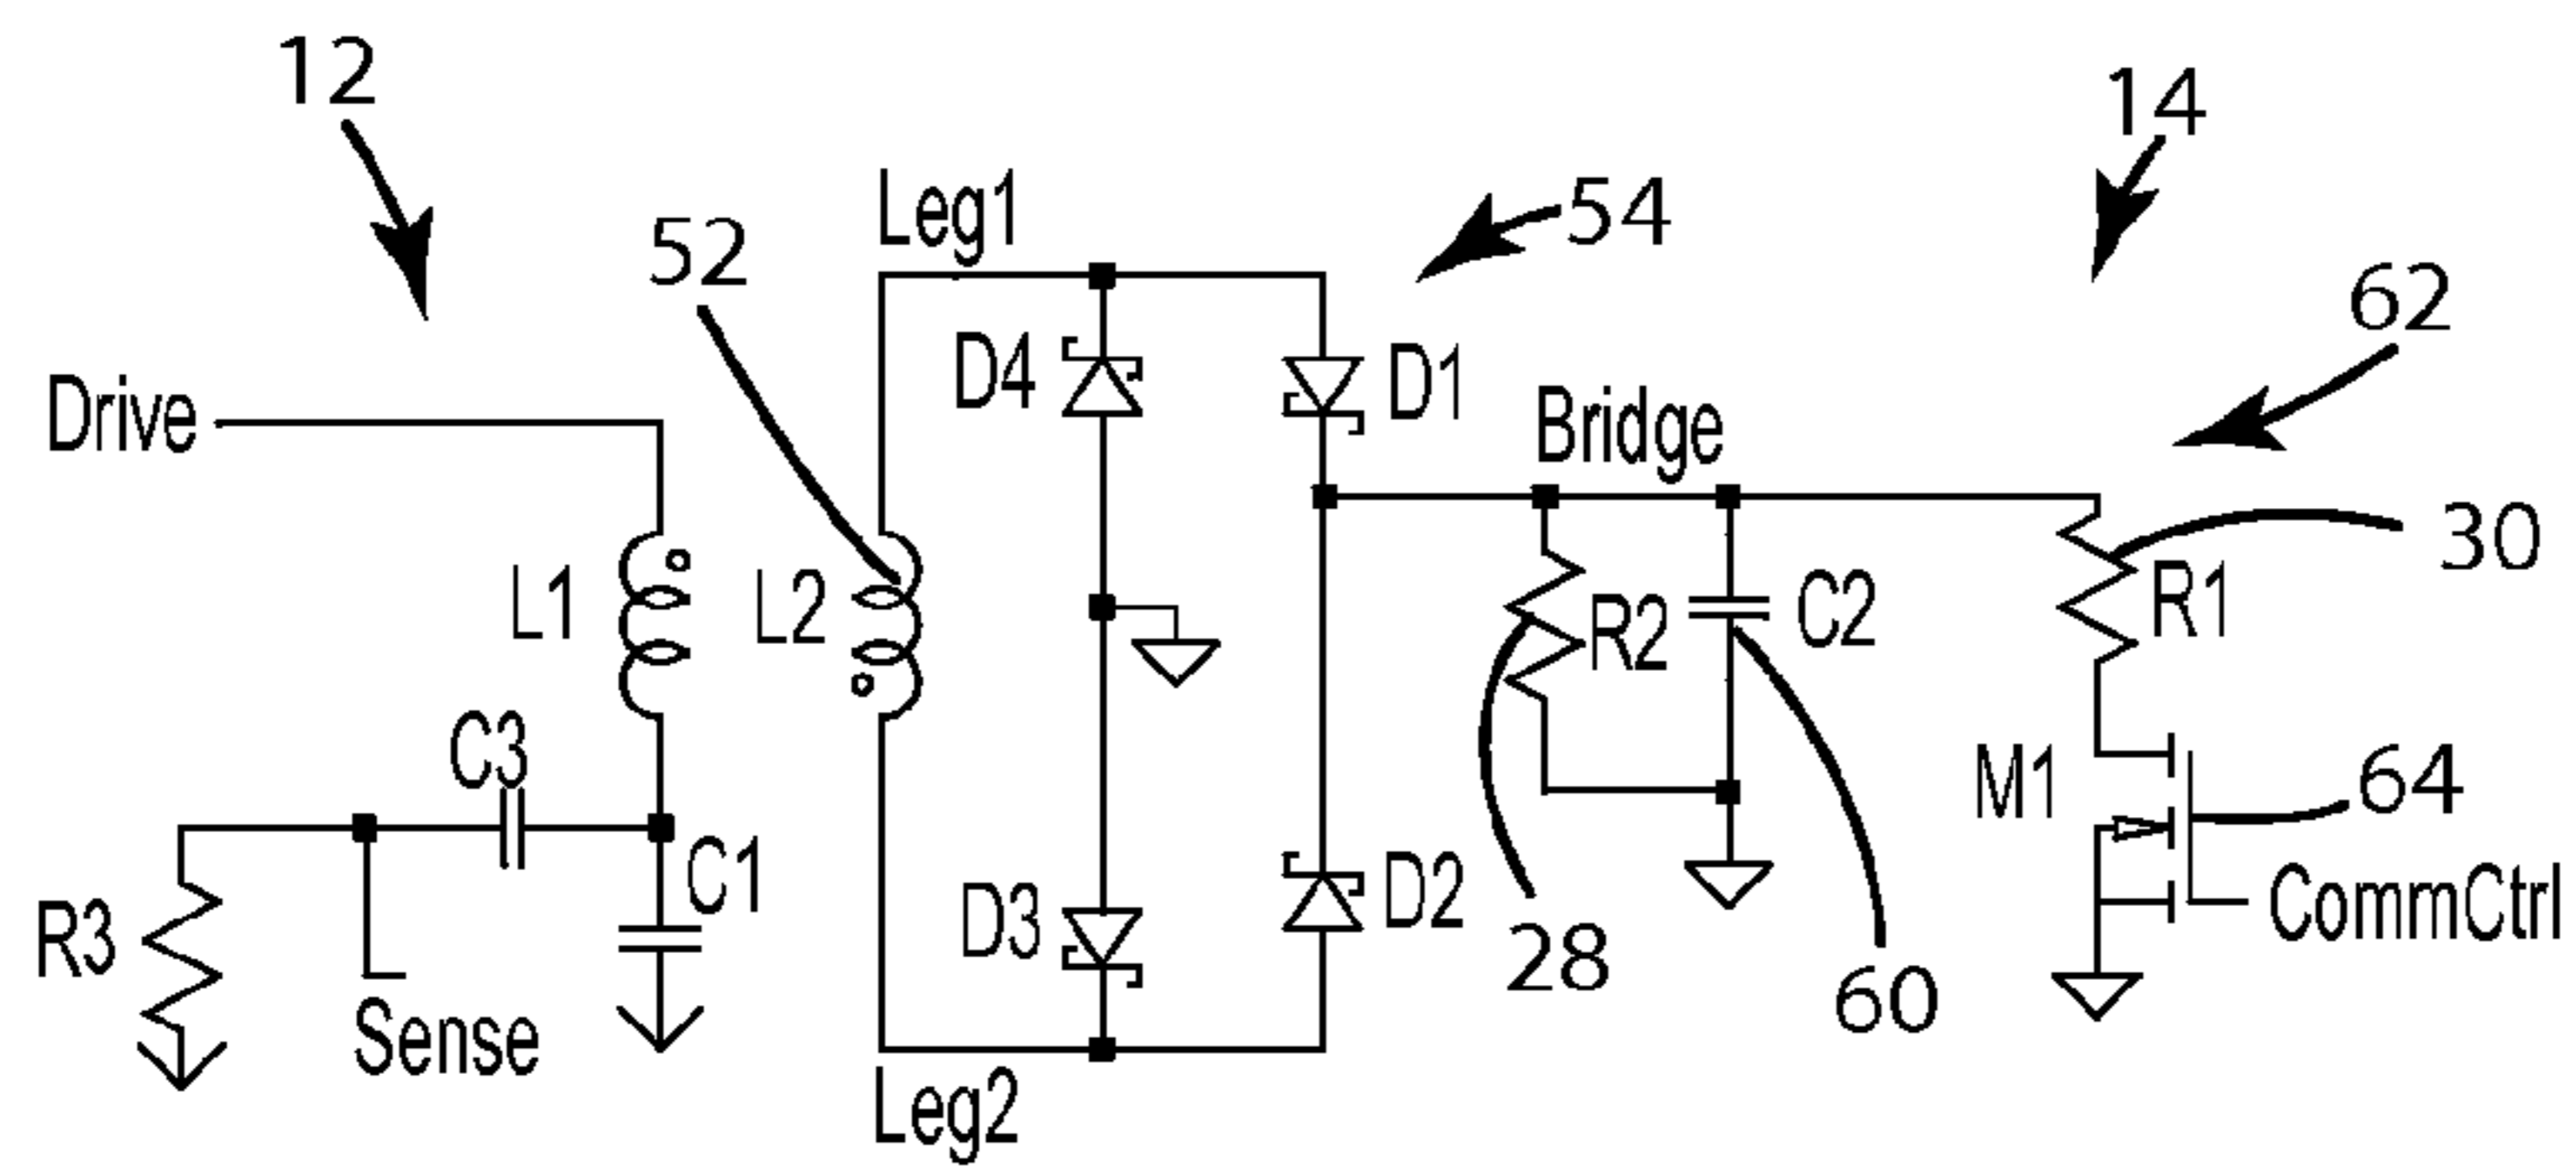 12
14
Leg1
54
52
62
D4
D1
Drive
Bridge
30
L1
L2
R2
C2
R1
C3
M1
64
C1
D3
D2
CommCtrl
R3
28
60
Sense
Leg2